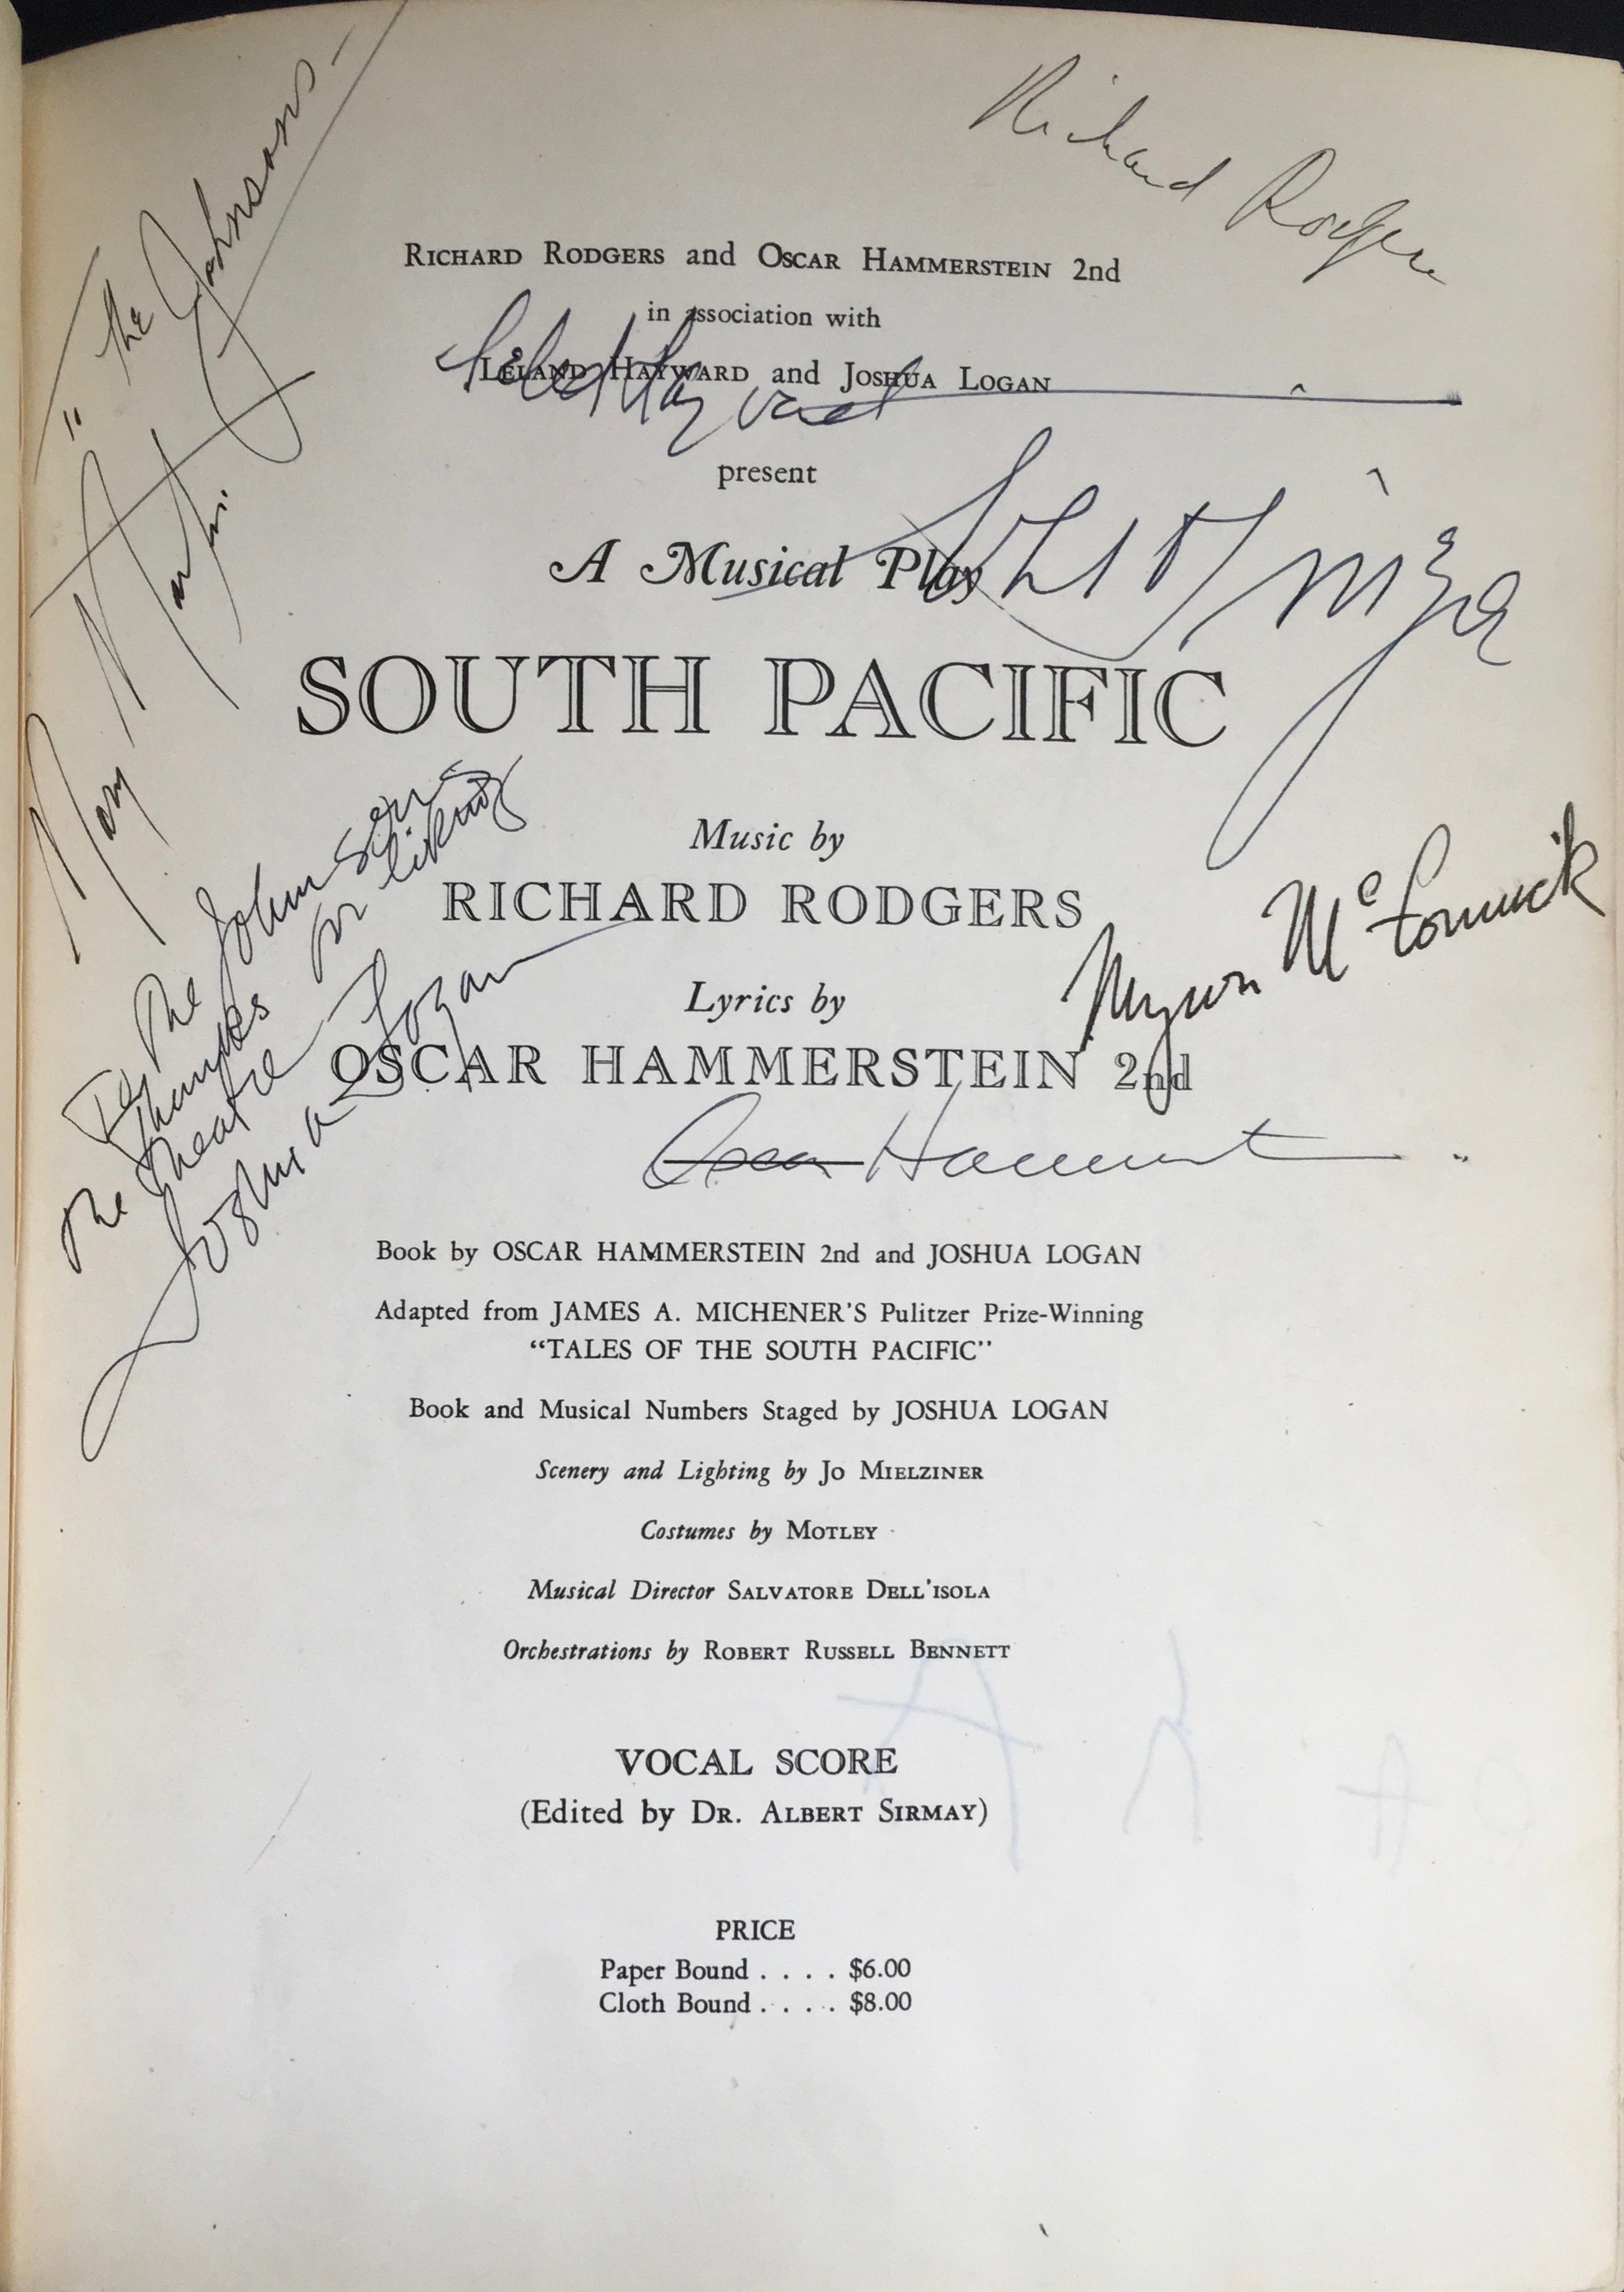 "The Johnsons—
Mary Martin
Richard Rodgers
RICHARD RODGERS and OSCAR HAMMERSTEIN 2nd
in association with
LELAND HAYWARD and JOSHUA LOGAN
Leland Hayward
present
A Musical Play
SOUTH PACIFIC
Music by
RICHARD RODGERS
Myron McCormick
Lyrics by
OSCAR HAMMERSTEIN 2nd
Oscar Hammerstein
To The Johnsons
Thanks for liking
The Theatre
Joshua Logan
Book by OSCAR HAMMERSTEIN 2nd and JOSHUA LOGAN
Adapted from JAMES A. MICHENER'S Pulitzer Prize-Winning
“TALES OF THE SOUTH PACIFIC”
Book and Musical Numbers Staged by JOSHUA LOGAN
Scenery and Lighting by JO MIELZINER
Costumes by MOTLEY
Musical Director SALVATORE DELL'ISOLA
Orchestrations by ROBERT RUSSELL BENNETT
VOCAL SCORE
(Edited by DR. ALBERT SIRMAY)
PRICE
Paper Bound . . . . $6.00
Cloth Bound . . . . $8.00